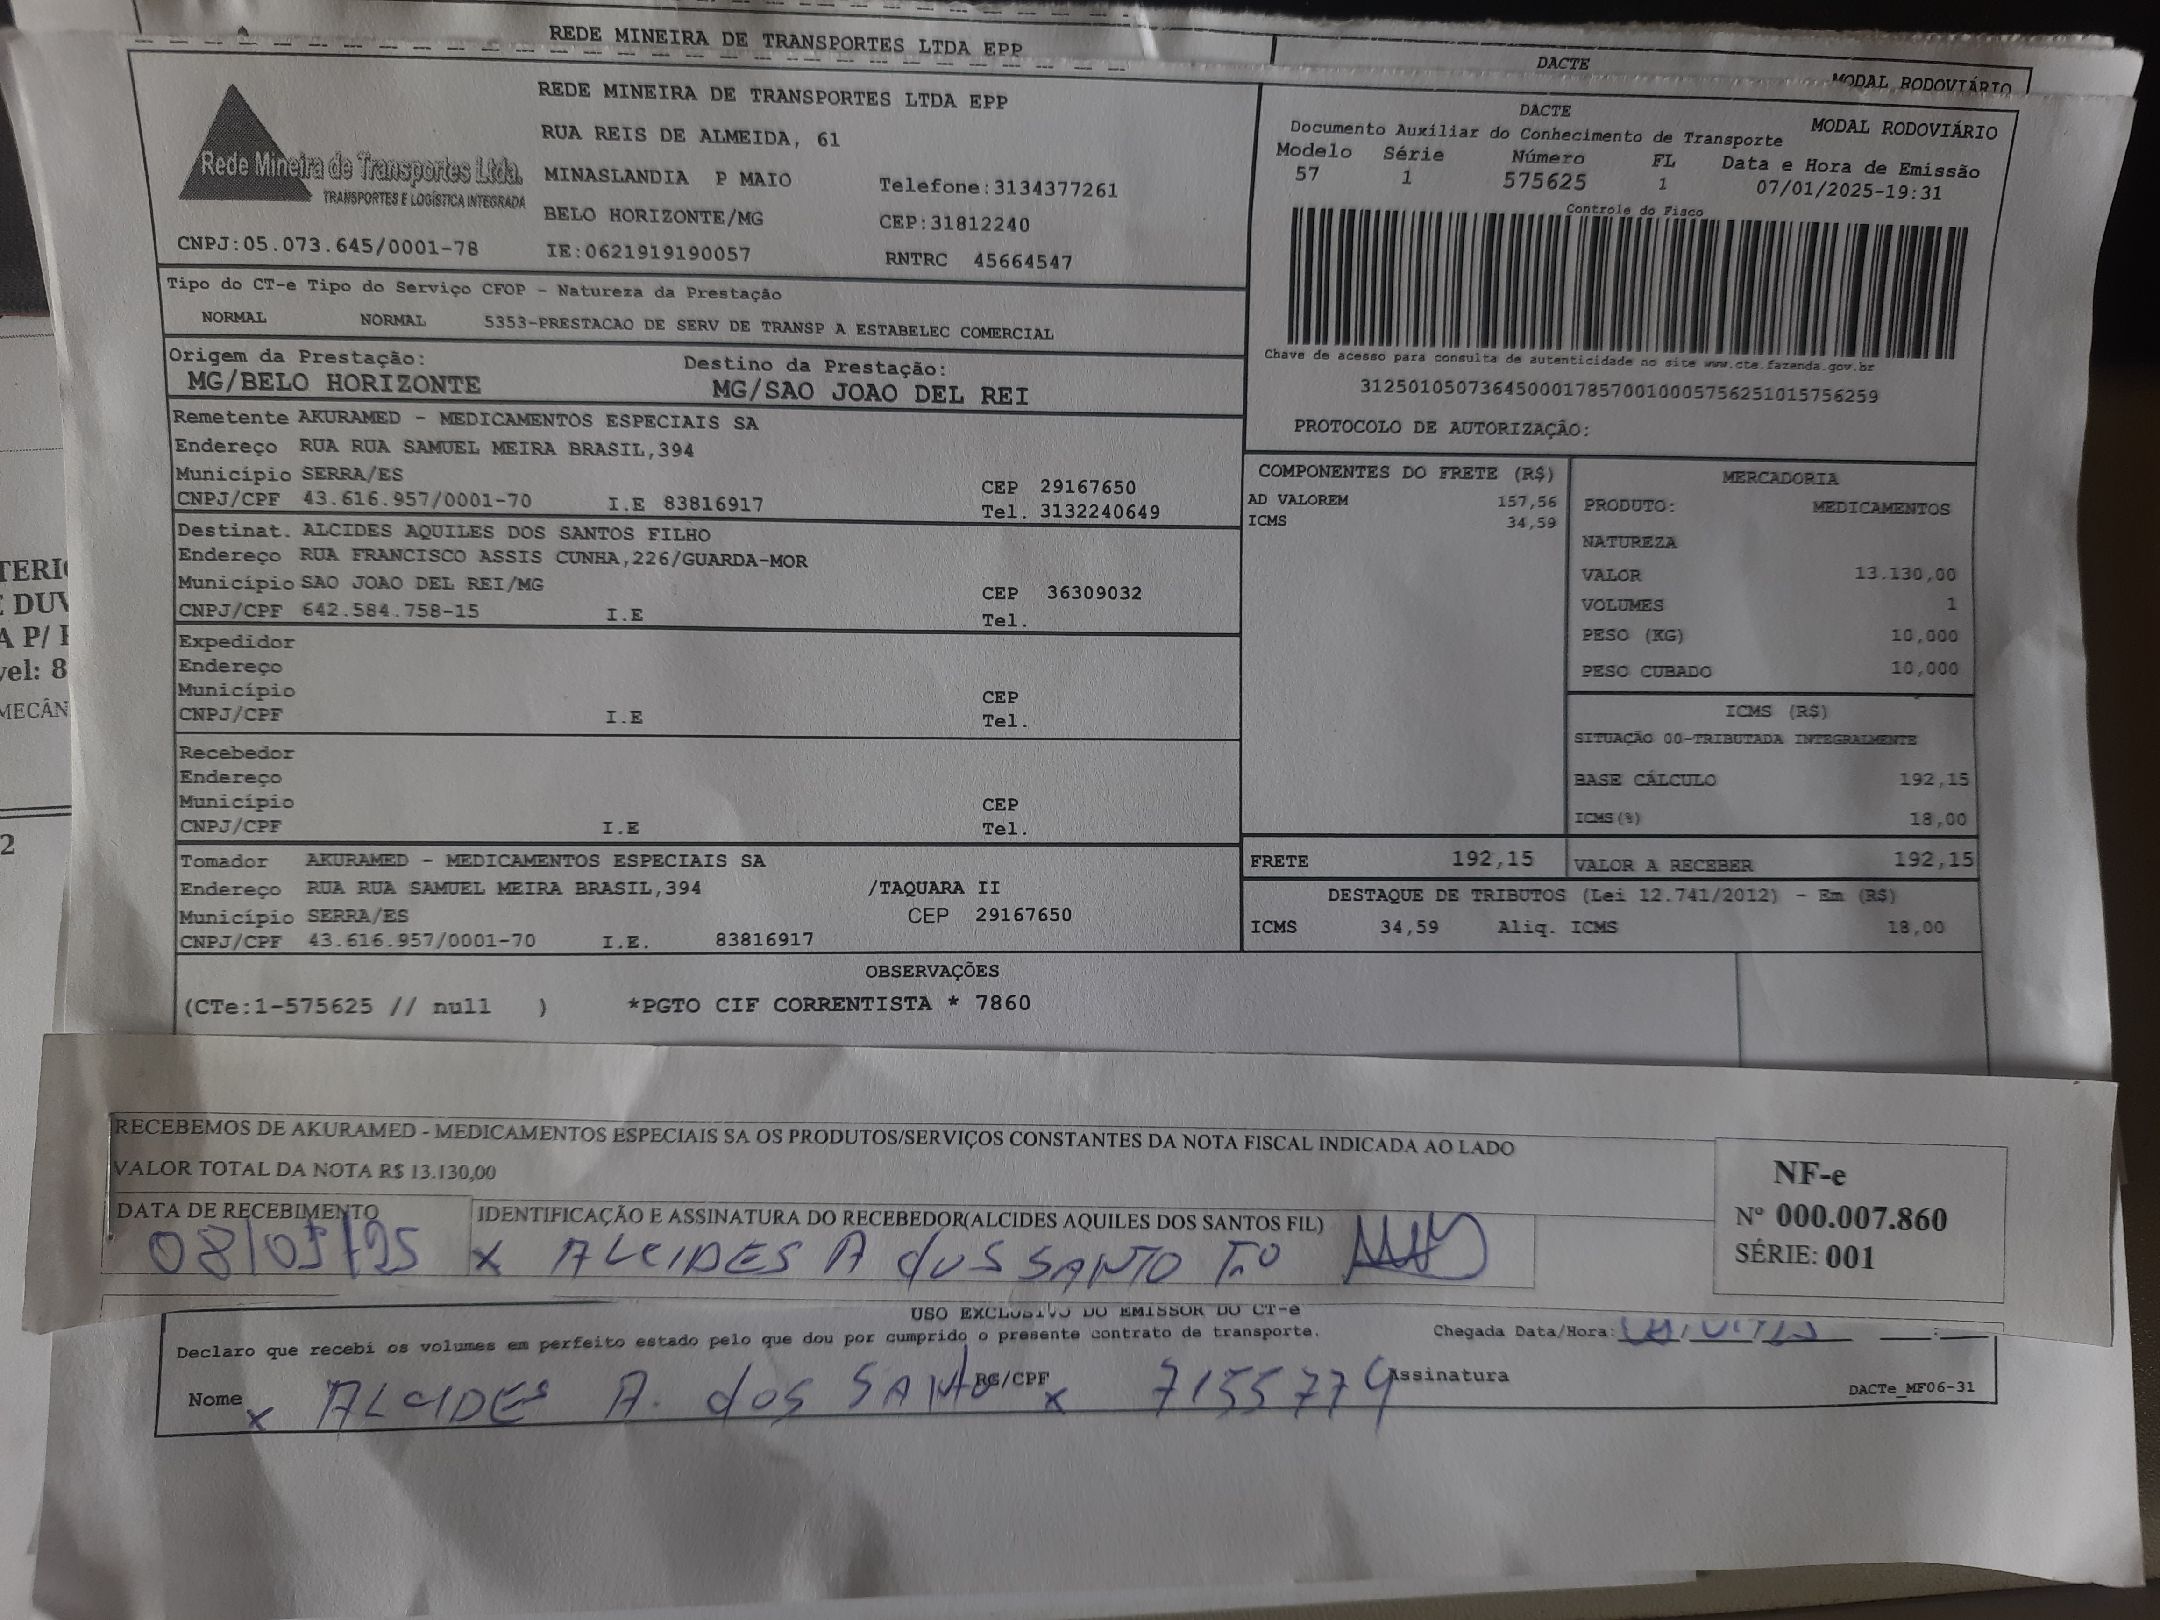 REDE MINEIRA DE TRANSPORTES LTDA EPP
DACTE
MODAL RODOVIÁRIO
Rede Mineira de Transportes Ltda.
TRANSPORTES E LOGÍSTICA INTEGRADA
CNPJ:05.073.645/0001-78
REDE MINEIRA DE TRANSPORTES LTDA EPP
RUA REIS DE ALMEIDA, 61
MINASLANDIA P MAIO Telefone:3134377261
BELO HORIZONTE/MG CEP:31812240
IE:0621919190057 RNTRC 45664547
DACTE
MODAL RODOVIÁRIO
Documento Auxiliar do Conhecimento de Transporte
Modelo Série Número FL Data e Hora de Emissão
57 1 575625 1 07/01/2025-19:31
Controle do Fisco
Chave de acesso para consulta de autenticidade no site www.cte.fazenda.gov.br
31250105073645000178570010005756251015756259
PROTOCOLO DE AUTORIZAÇÃO:
Tipo do CT-e Tipo do Serviço CFOP - Natureza da Prestação
NORMAL NORMAL 5353-PRESTACAO DE SERV DE TRANSP A ESTABELEC COMERCIAL
Origem da Prestação: Destino da Prestação:
MG/BELO HORIZONTE MG/SAO JOAO DEL REI
Remetente AKURAMED - MEDICAMENTOS ESPECIAIS SA
Endereço RUA RUA SAMUEL MEIRA BRASIL,394
Município SERRA/ES CEP 29167650
CNPJ/CPF 43.616.957/0001-70 I.E 83816917 Tel. 3132240649
Destinat. ALCIDES AQUILES DOS SANTOS FILHO
Endereço RUA FRANCISCO ASSIS CUNHA,226/GUARDA-MOR
Município SAO JOAO DEL REI/MG CEP 36309032
CNPJ/CPF 642.584.758-15 I.E Tel.
Expedidor
Endereço
Município CEP
CNPJ/CPF I.E Tel.
Recebedor
Endereço
Município CEP
CNPJ/CPF I.E Tel.
Tomador AKURAMED - MEDICAMENTOS ESPECIAIS SA
Endereço RUA RUA SAMUEL MEIRA BRASIL,394 /TAQUARA II
Município SERRA/ES CEP 29167650
CNPJ/CPF 43.616.957/0001-70 I.E. 83816917
COMPONENTES DO FRETE (R$)
AD VALOREM 157,56
ICMS 34,59
MERCADORIA
PRODUTO: MEDICAMENTOS
NATUREZA
VALOR 13.130,00
VOLUMES 1
PESO (KG) 10,000
PESO CUBADO 10,000
ICMS (R$)
SITUAÇÃO 00-TRIBUTADA INTEGRALMENTE
BASE CÁLCULO 192,15
ICMS(%) 18,00
FRETE 192,15 VALOR A RECEBER 192,15
DESTAQUE DE TRIBUTOS (Lei 12.741/2012) - Em (R$)
ICMS 34,59 Aliq. ICMS 18,00
OBSERVAÇÕES
(CTe:1-575625 // null ) *PGTO CIF CORRENTISTA * 7860
RECEBEMOS DE AKURAMED - MEDICAMENTOS ESPECIAIS SA OS PRODUTOS/SERVIÇOS CONSTANTES DA NOTA FISCAL INDICADA AO LADO
VALOR TOTAL DA NOTA R$ 13.130,00
DATA DE RECEBIMENTO IDENTIFICAÇÃO E ASSINATURA DO RECEBEDOR(ALCIDES AQUILES DOS SANTOS FIL)
x ALCIDES A dos SANTO Fº
NF-e
Nº 000.007.860
SÉRIE: 001
USO EXCLUSIVO DO EMISSOR DO CT-e
Declaro que recebi os volumes em perfeito estado pelo que dou por cumprido o presente contrato de transporte. Chegada Data/Hora:
Nome x ALCIDES A. dos SANTO RG/CPF x 7155779 Assinatura
DACTe_MF06-31